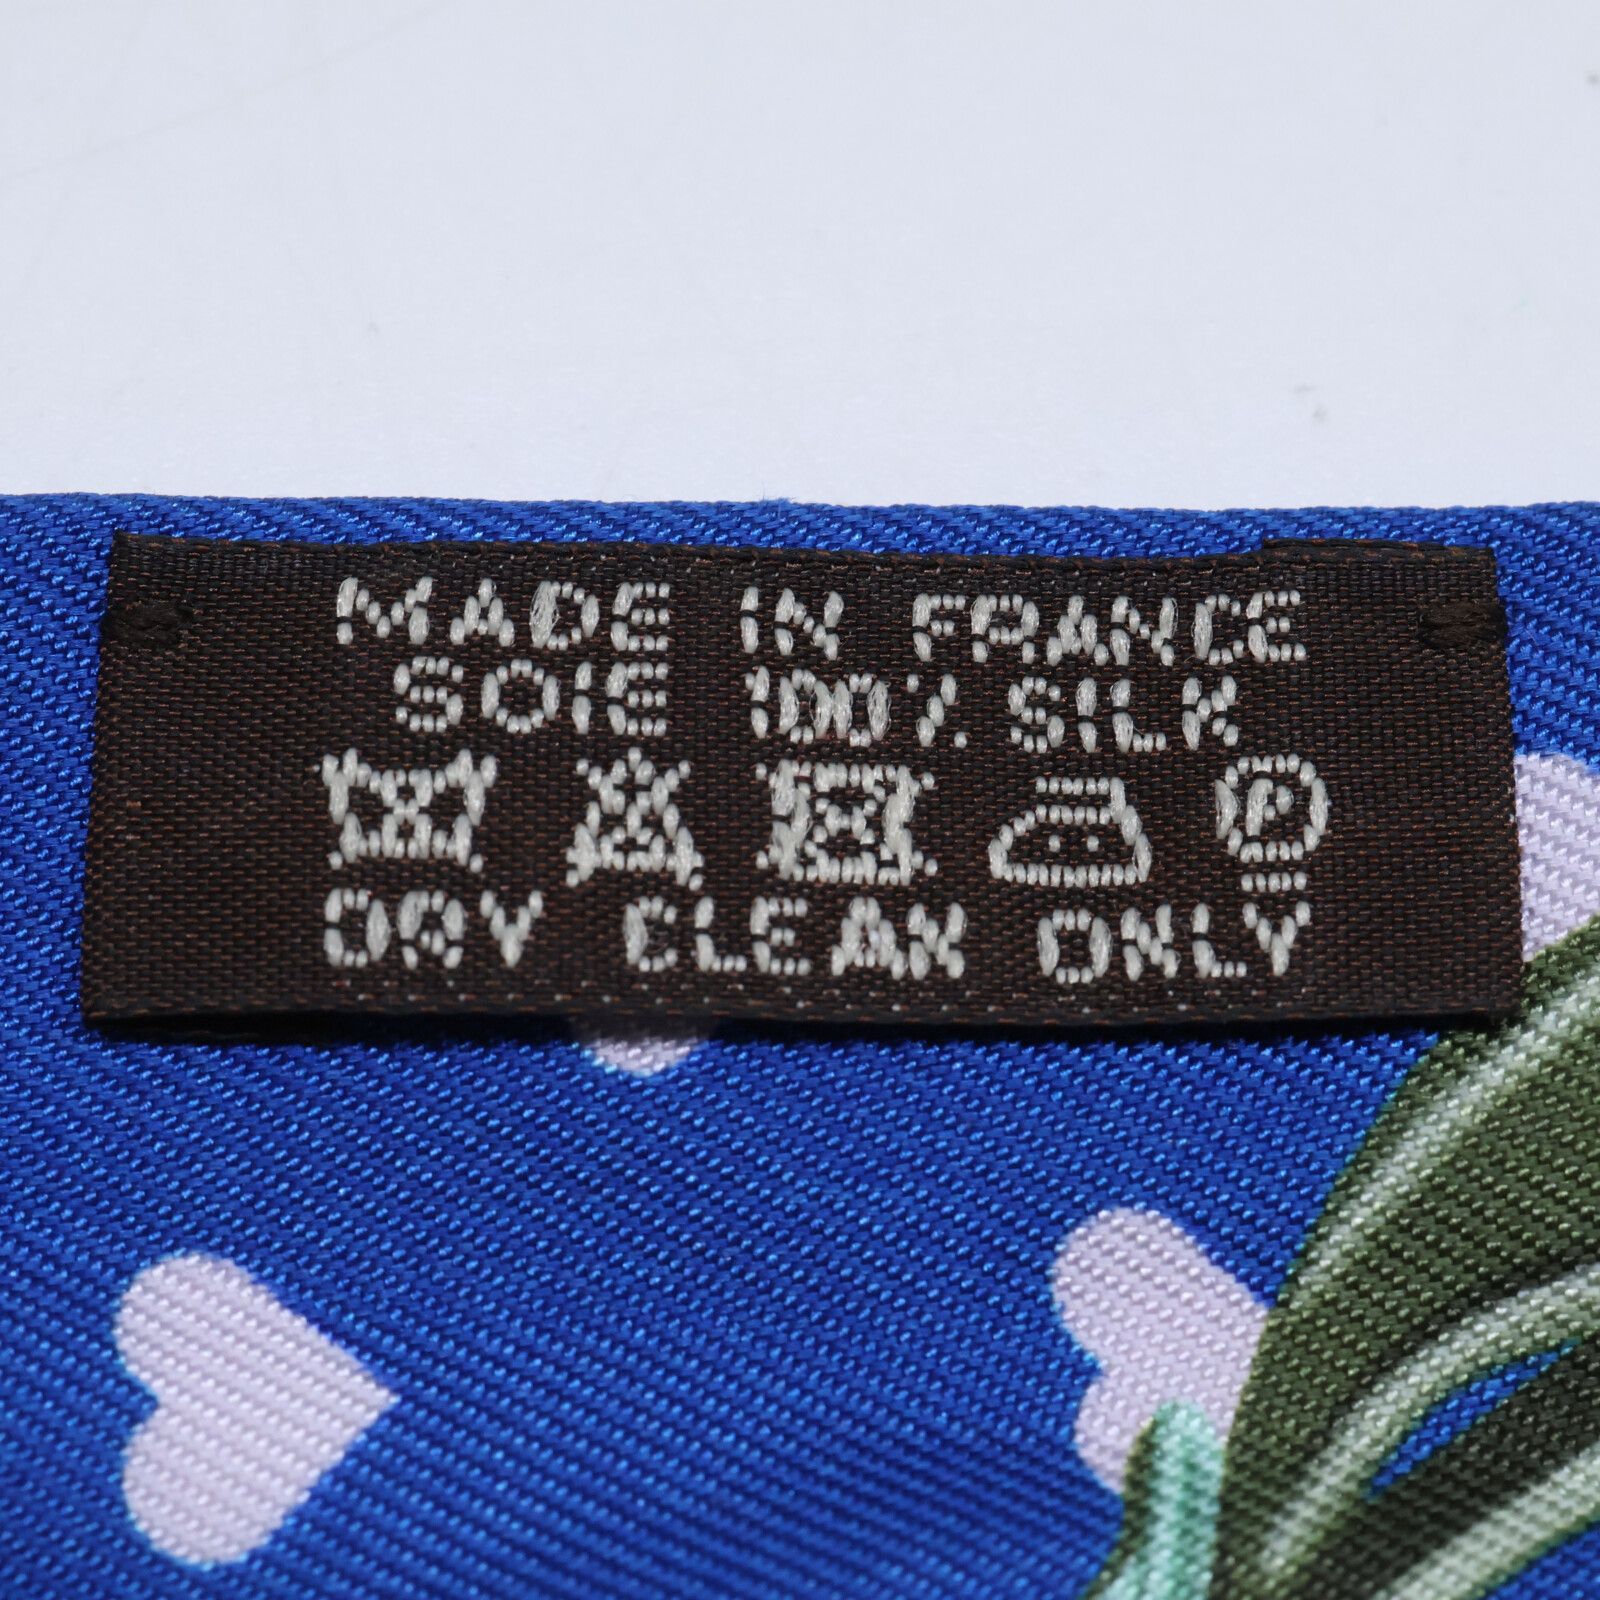 MADE IN FRANCE
SOIE 100% SILK
P
DRY CLEAN ONLY